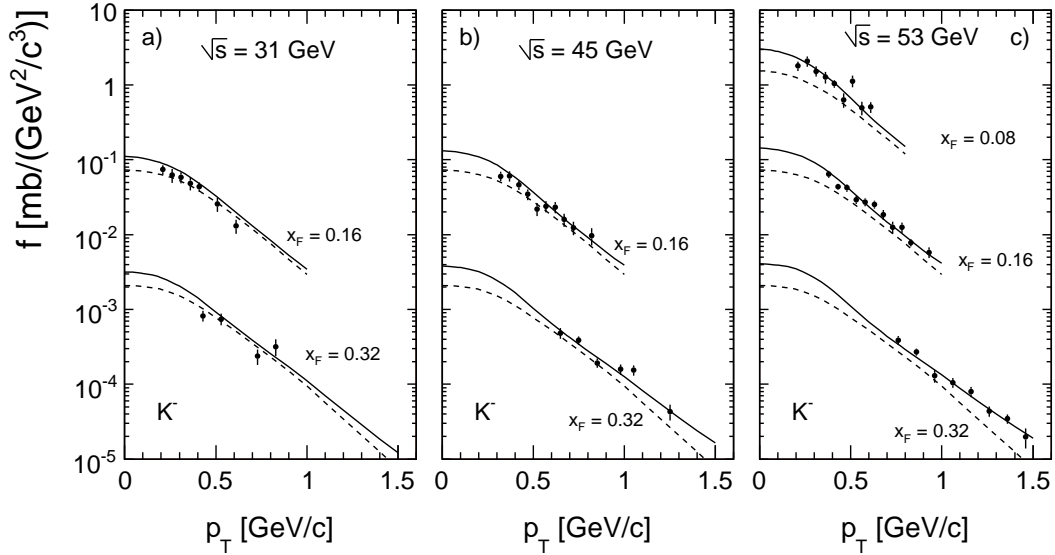 f [mb/(GeV²/c³)]
10
1
10⁻¹
10⁻²
10⁻³
10⁻⁴
10⁻⁵
a)
√s = 31 GeV
x_F = 0.16
x_F = 0.32
K⁻
0 0.5 1 1.5
p_T [GeV/c]
b)
√s = 45 GeV
x_F = 0.16
x_F = 0.32
K⁻
0 0.5 1 1.5
p_T [GeV/c]
√s = 53 GeV
c)
x_F = 0.08
x_F = 0.16
x_F = 0.32
K⁻
0 0.5 1 1.5
p_T [GeV/c]